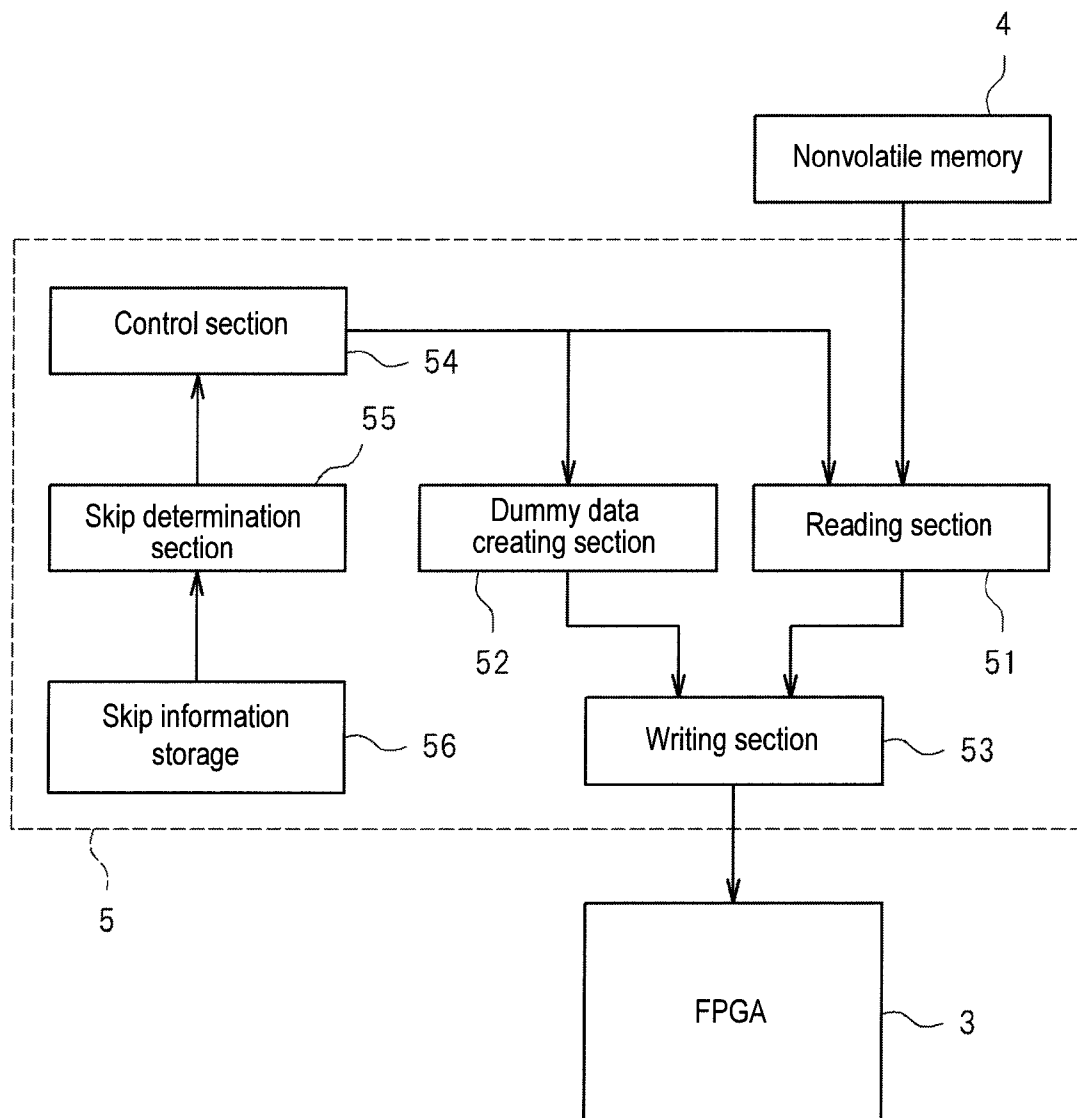 4
Nonvolatile memory
Control section
54
55
Skip determination
section
Dummy data
creating section
Reading section
52
51
Skip information
storage
56
Writing section
53
5
FPGA
3